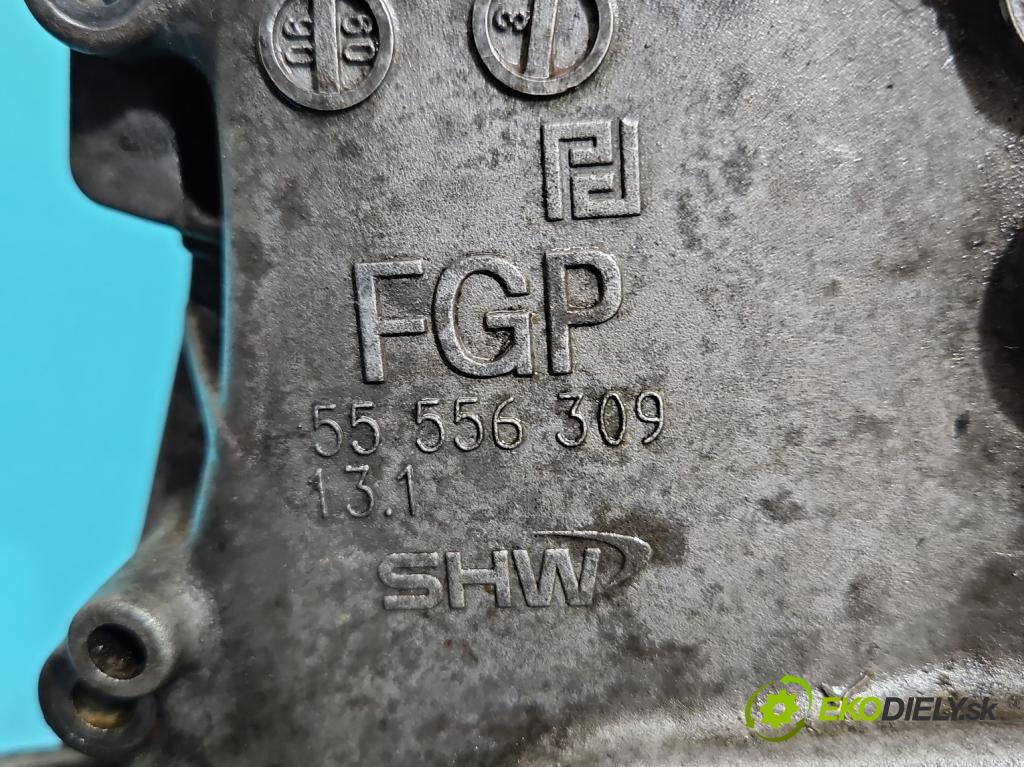 FGP
55 556 309
13.1
SHW
EKODIELY.sk